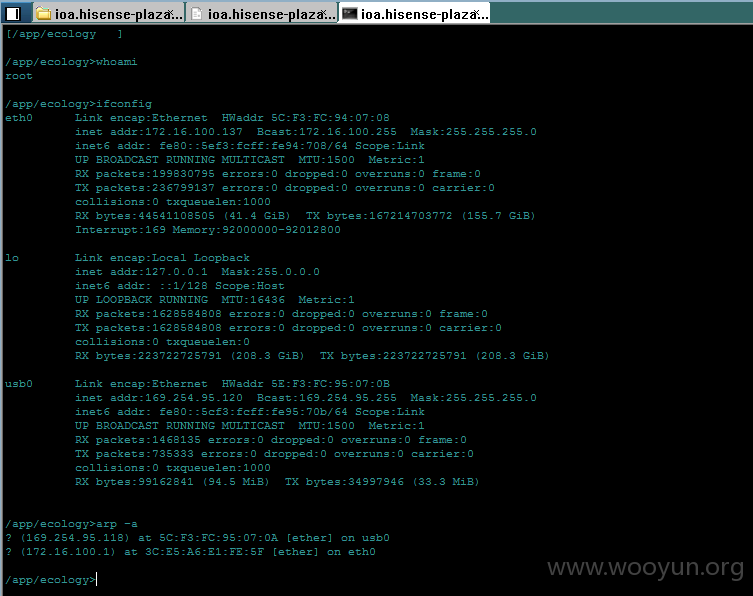 ioa.hisense-plaza... ioa.hisense-plaza... ioa.hisense-plaza...
[/app/ecology   ]
/app/ecology>whoami
root
/app/ecology>ifconfig
eth0      Link encap:Ethernet  HWaddr 5C:F3:FC:94:07:08
inet addr:172.16.100.137  Bcast:172.16.100.255  Mask:255.255.255.0
inet6 addr: fe80::5ef3:fcff:fe94:708/64 Scope:Link
UP BROADCAST RUNNING MULTICAST  MTU:1500  Metric:1
RX packets:199830795 errors:0 dropped:0 overruns:0 frame:0
TX packets:236799137 errors:0 dropped:0 overruns:0 carrier:0
collisions:0 txqueuelen:1000
RX bytes:44541108505 (41.4 GiB)  TX bytes:167214703772 (155.7 GiB)
Interrupt:169 Memory:92000000-92012800
lo        Link encap:Local Loopback
inet addr:127.0.0.1  Mask:255.0.0.0
inet6 addr: ::1/128 Scope:Host
UP LOOPBACK RUNNING  MTU:16436  Metric:1
RX packets:1628584808 errors:0 dropped:0 overruns:0 frame:0
TX packets:1628584808 errors:0 dropped:0 overruns:0 carrier:0
collisions:0 txqueuelen:0
RX bytes:223722725791 (208.3 GiB)  TX bytes:223722725791 (208.3 GiB)
usb0      Link encap:Ethernet  HWaddr 5E:F3:FC:95:07:0B
inet addr:169.254.95.120  Bcast:169.254.95.255  Mask:255.255.255.0
inet6 addr: fe80::5cf3:fcff:fe95:70b/64 Scope:Link
UP BROADCAST RUNNING MULTICAST  MTU:1500  Metric:1
RX packets:1468135 errors:0 dropped:0 overruns:0 frame:0
TX packets:735333 errors:0 dropped:0 overruns:0 carrier:0
collisions:0 txqueuelen:1000
RX bytes:99162841 (94.5 MiB)  TX bytes:34997946 (33.3 MiB)
/app/ecology>arp -a
? (169.254.95.118) at 5C:F3:FC:95:07:0A [ether] on usb0
? (172.16.100.1) at 3C:E5:A6:E1:FE:5F [ether] on eth0
/app/ecology>
www.wooyun.org